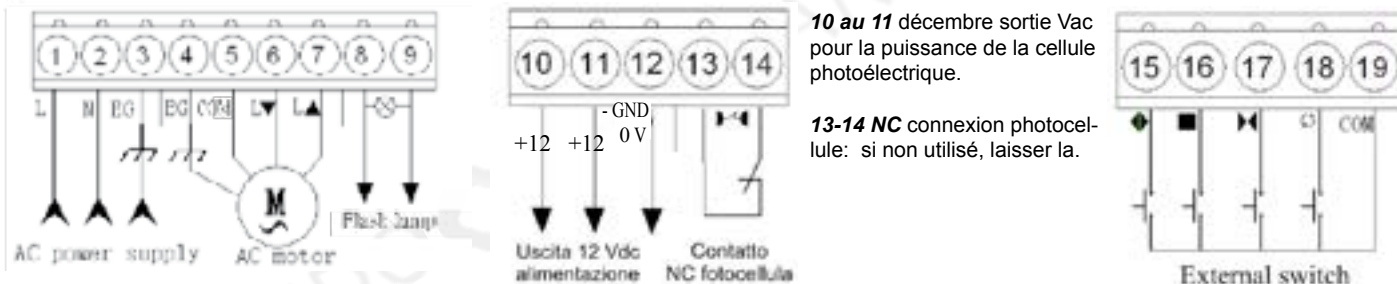 1 2 3 4 5 6 7 8 9
L N EG EG COM L▼ L▲
M
Flash lamp
AC power supply AC motor
10 11 12 13 14
- GND
+12 +12 0 V
Uscita 12 Vdc
alimentazione
Contatto
NC fotocellula
10 au 11 décembre sortie Vac
pour la puissance de la cellule
photoélectrique.
13-14 NC connexion photocel-
lule: si non utilisé, laisser la.
15 16 17 18 19
COM
External switch